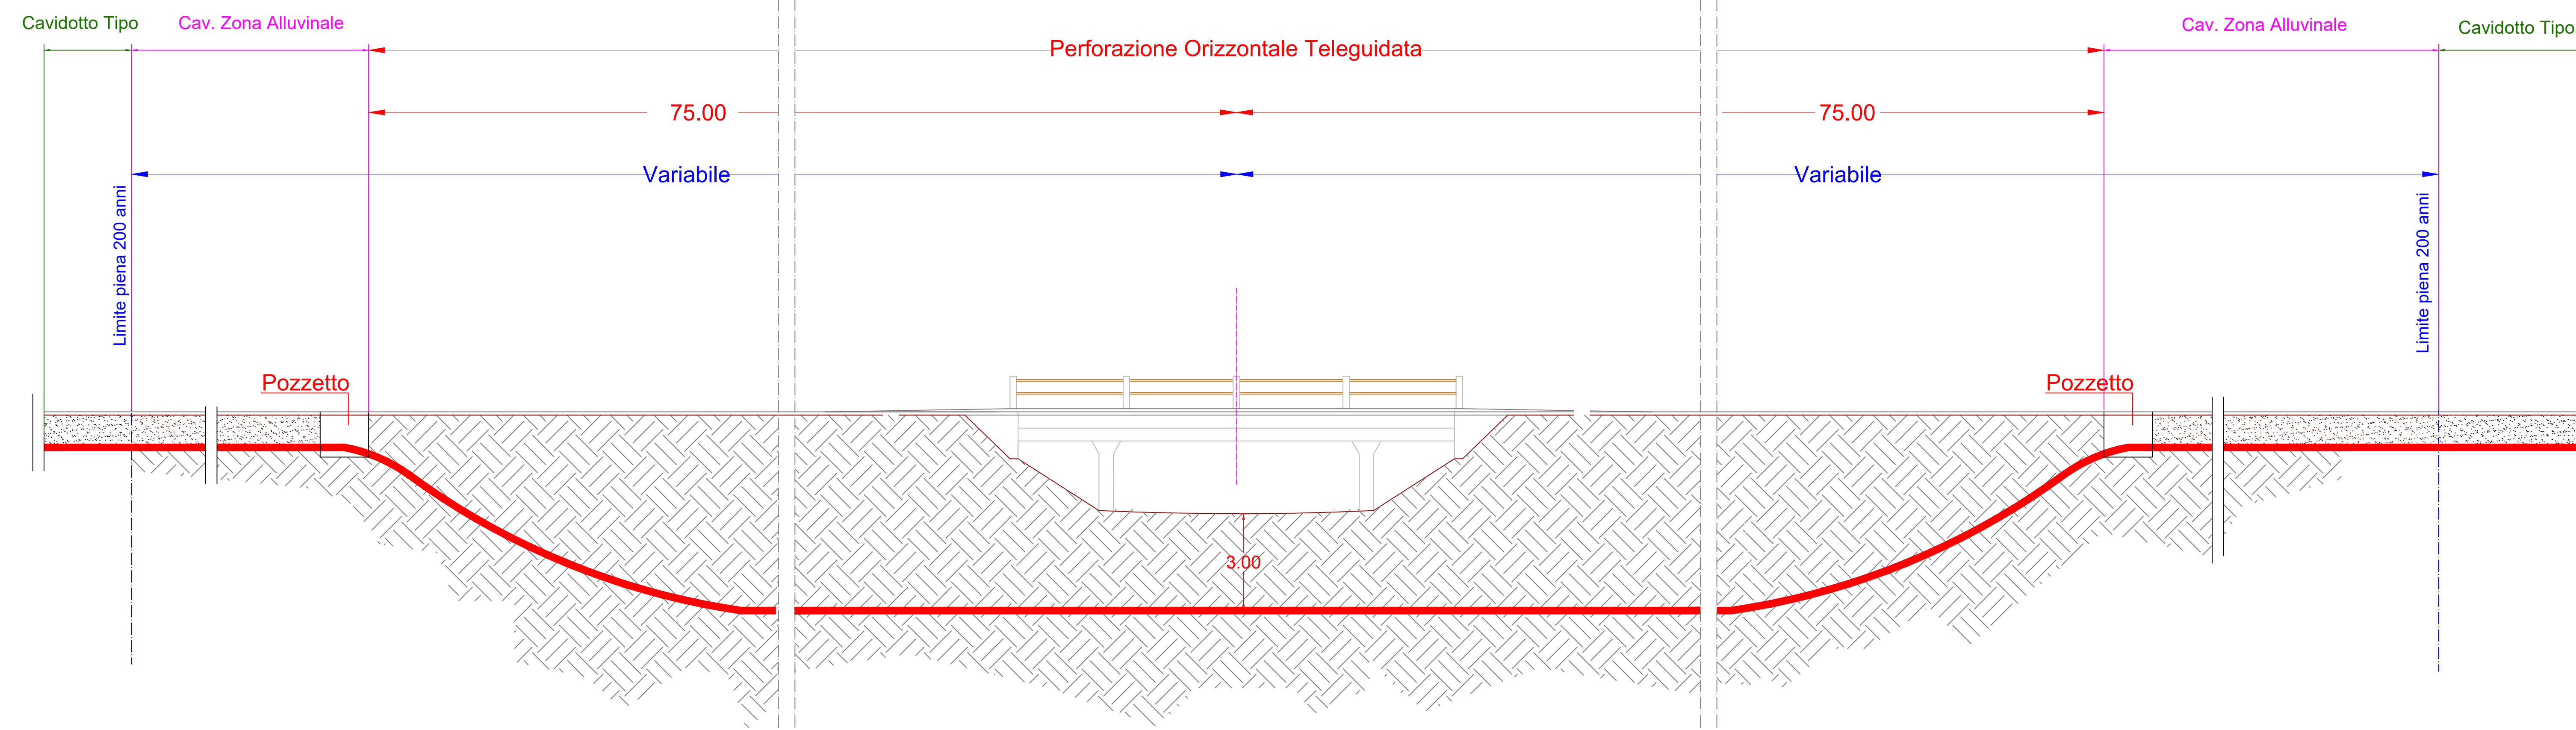 Cavidotto Tipo
Cav. Zona Alluvinale
Perforazione Orizzontale Teleguidata
Cav. Zona Alluvinale
Cavidotto Tipo
75.00
75.00
Variabile
Variabile
Limite piena 200 anni
Limite piena 200 anni
Pozzetto
Pozzetto
3.00